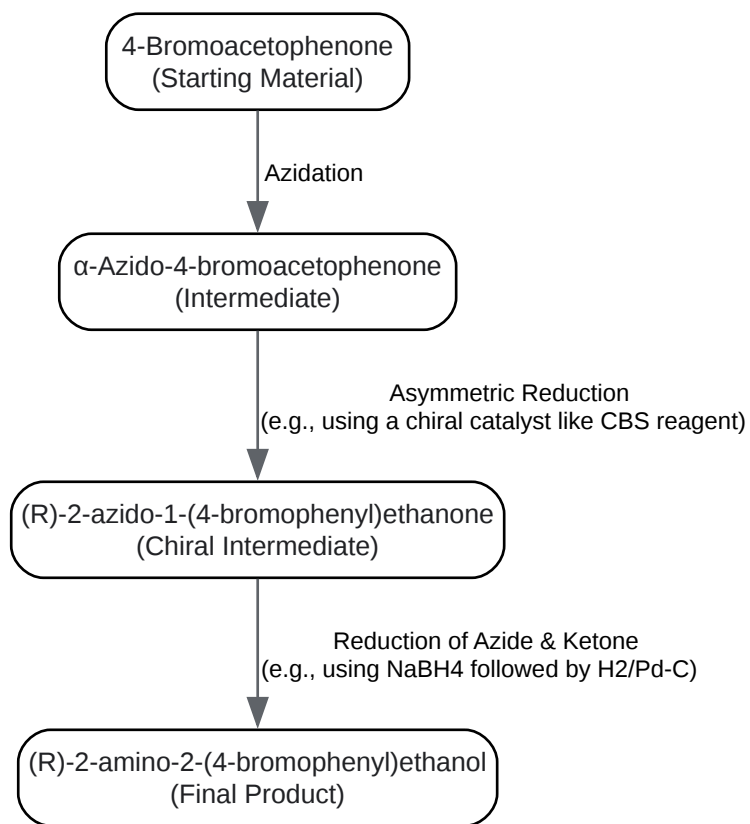 4-Bromoacetophenone
(Starting Material)
Azidation
α-Azido-4-bromoacetophenone
(Intermediate)
Asymmetric Reduction
(e.g., using a chiral catalyst like CBS reagent)
(R)-2-azido-1-(4-bromophenyl)ethanone
(Chiral Intermediate)
Reduction of Azide & Ketone
(e.g., using NaBH4 followed by H2/Pd-C)
(R)-2-amino-2-(4-bromophenyl)ethanol
(Final Product)